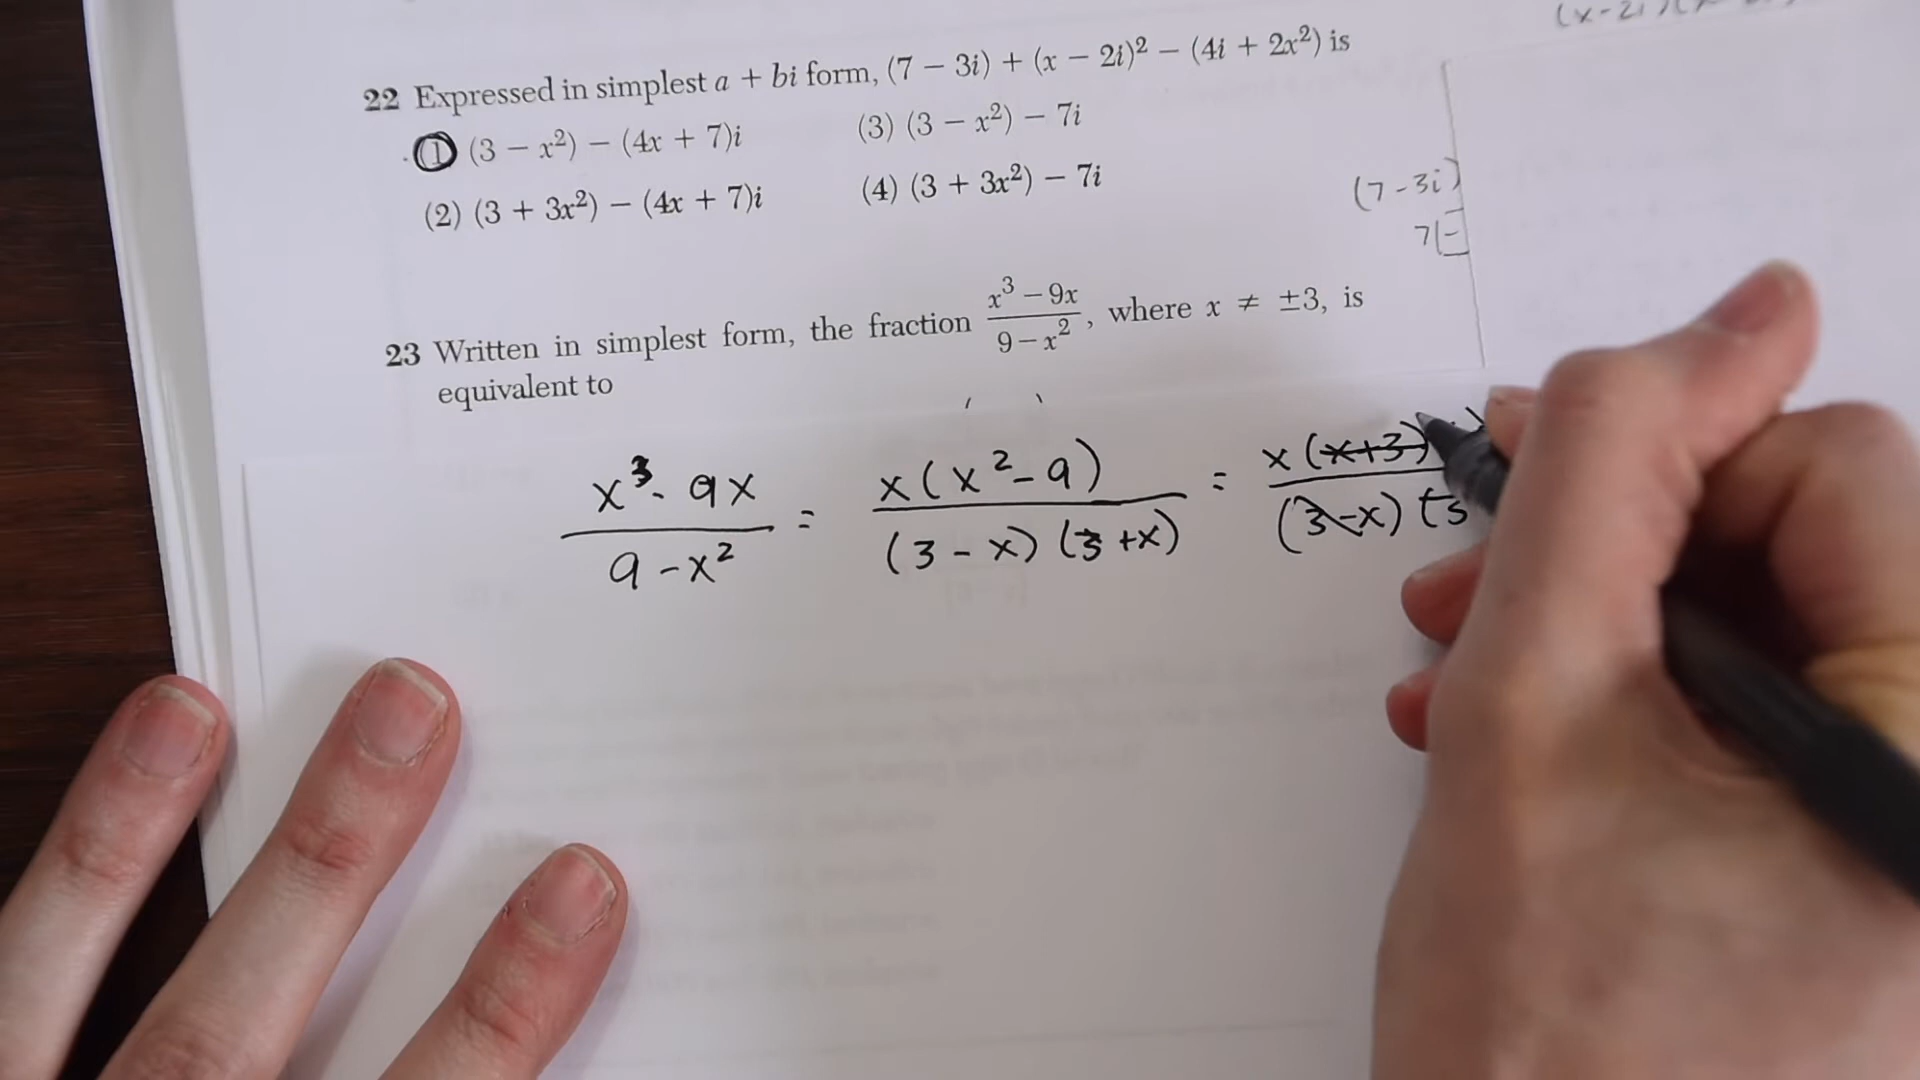 22 Expressed in simplest a + bi form, (7 − 3i) + (x − 2i)² − (4i + 2x²) is
(1) (3 − x²) − (4x + 7)i (3) (3 − x²) − 7i
(2) (3 + 3x²) − (4x + 7)i (4) (3 + 3x²) − 7i
(7 - 3i)
7 -
23 Written in simplest form, the fraction (x³ − 9x)/(9 − x²), where x ≠ ±3, is
equivalent to
(x³ - 9x)/(9 - x²) = x(x² - 9)/((3 - x)(3 + x)) = x(x+3)/((3-x)